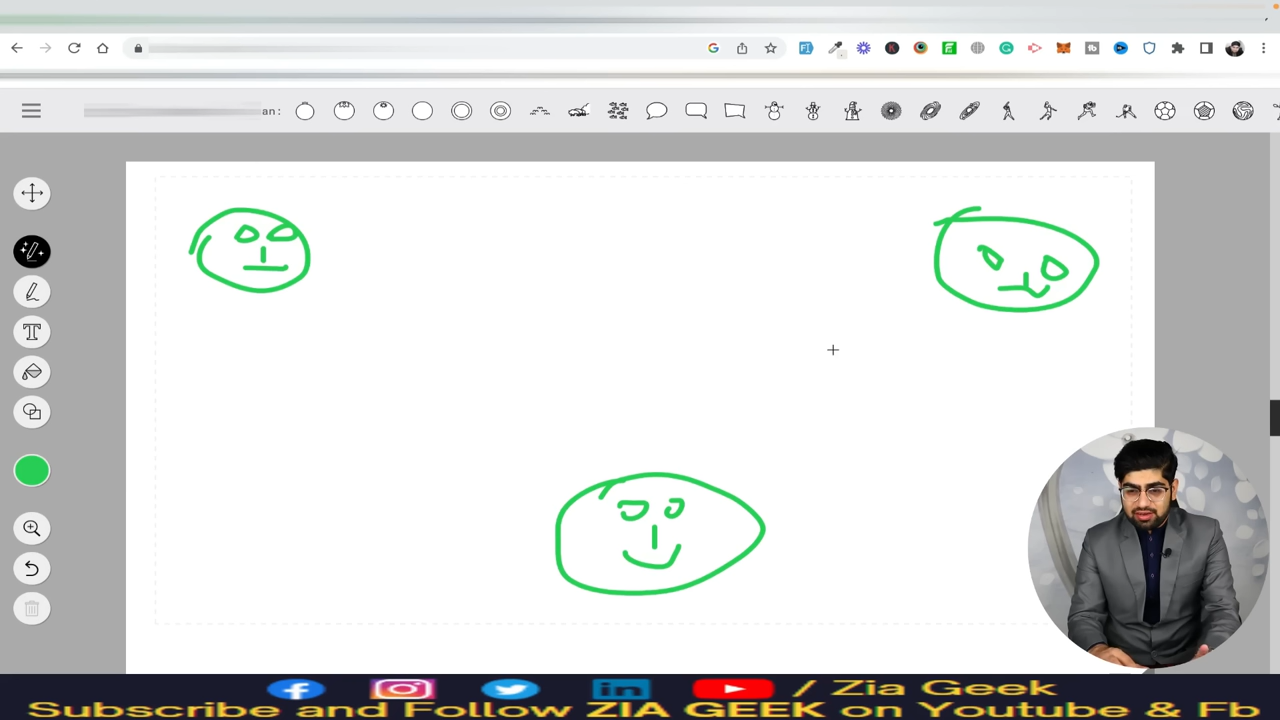 an:
T
/ Zia Geek
Subscribe and Follow ZIA GEEK on Youtube & Fb